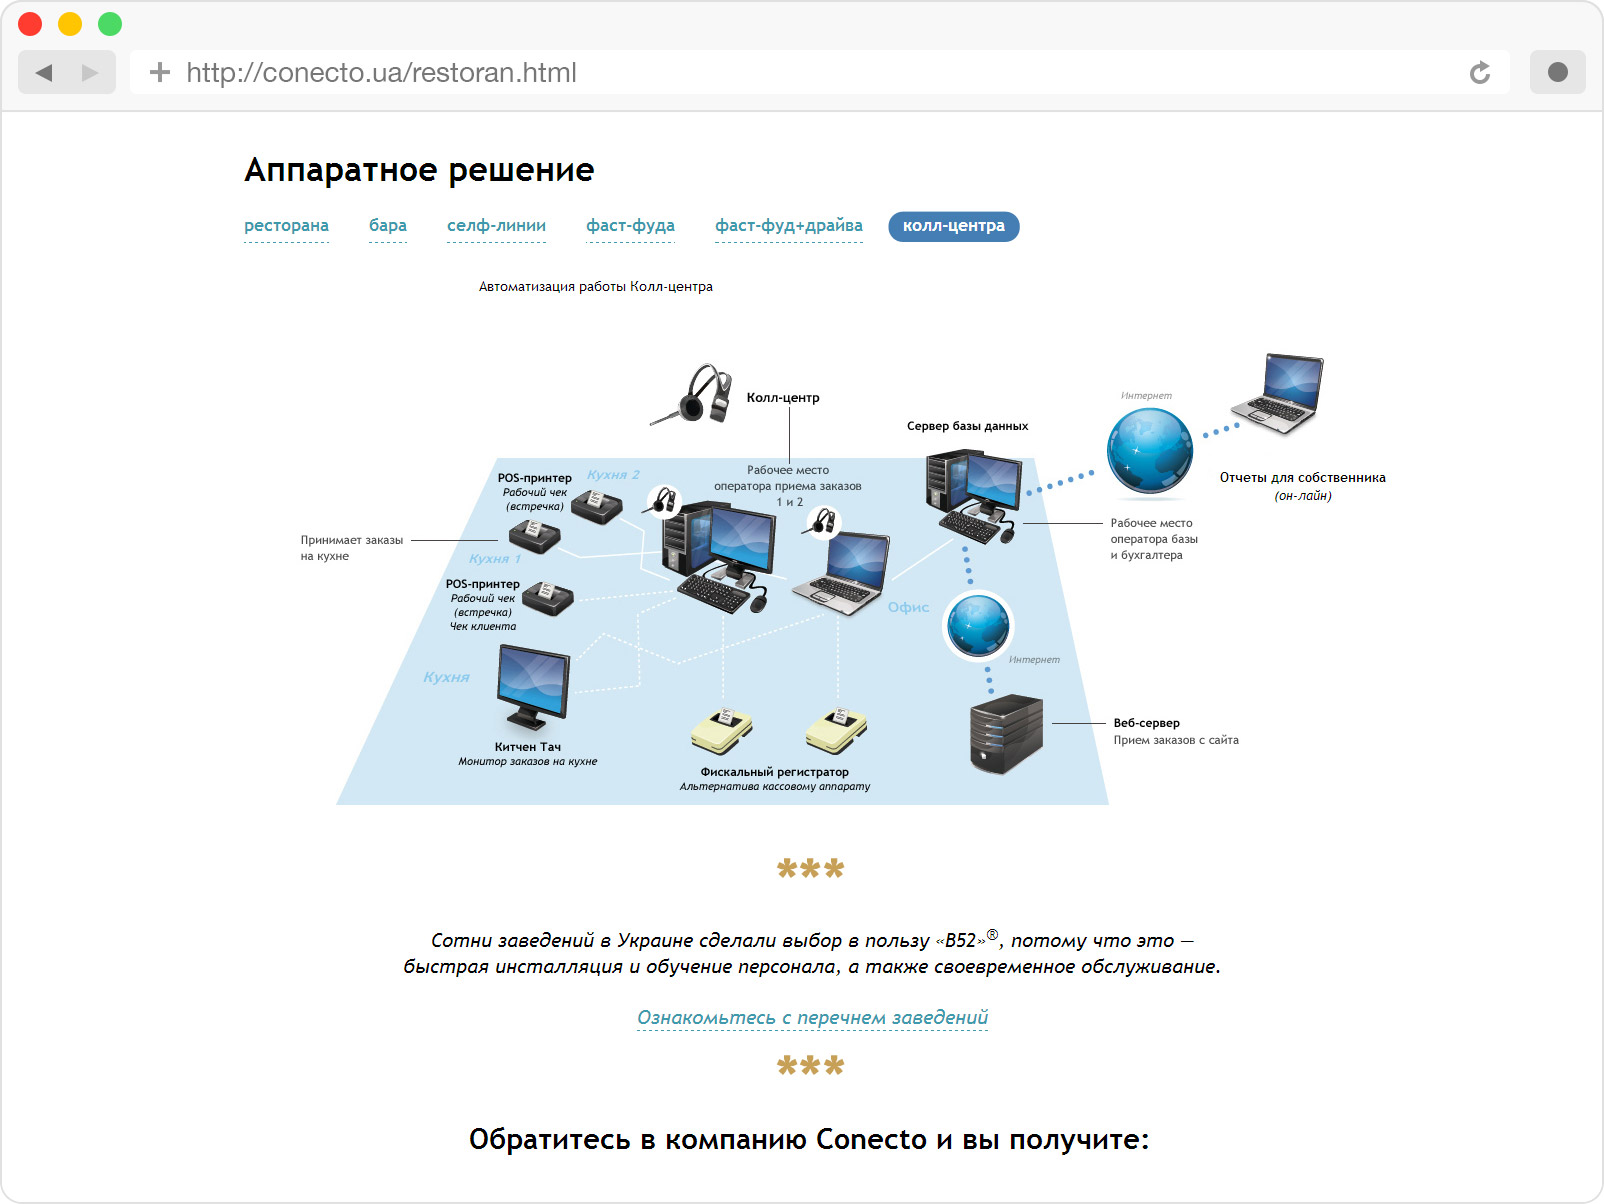 http://conecto.ua/restoran.html
Аппаратное решение
ресторана
бара
селф-линии
фаст-фуда
фаст-фуд+драйва
колл-центра
Автоматизация работы Колл-центра
Колл-центр
Интернет
Сервер базы данных
Рабочее место
оператора приема заказов
1 и 2
POS-принтер
Рабочий чек
(встречка)
Кухня 2
Отчеты для собственника
(он-лайн)
Принимает заказы
на кухне
Кухня 1
Рабочее место
оператора базы
и бухгалтера
POS-принтер
Рабочий чек
(встречка)
Чек клиента
Офис
Интернет
Кухня
Китчен Тач
Монитор заказов на кухне
Фискальный регистратор
Альтернатива кассовому аппарату
Веб-сервер
Прием заказов с сайта
***
Сотни заведений в Украине сделали выбор в пользу «B52»®, потому что это —
быстрая инсталляция и обучение персонала, а также своевременное обслуживание.
Ознакомьтесь с перечнем заведений
***
Обратитесь в компанию Conecto и вы получите: